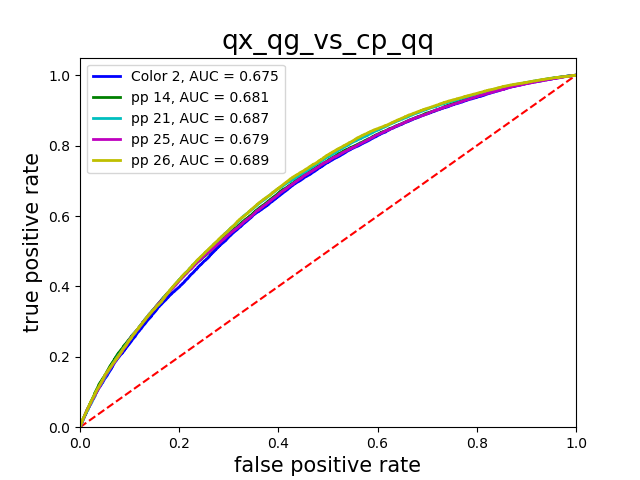 qx_qg_vs_cp_qq
Color 2, AUC = 0.675
pp 14, AUC = 0.681
pp 21, AUC = 0.687
pp 25, AUC = 0.679
pp 26, AUC = 0.689
true positive rate
1.0
0.8
0.6
0.4
0.2
0.0
0.0 0.2 0.4 0.6 0.8 1.0
false positive rate